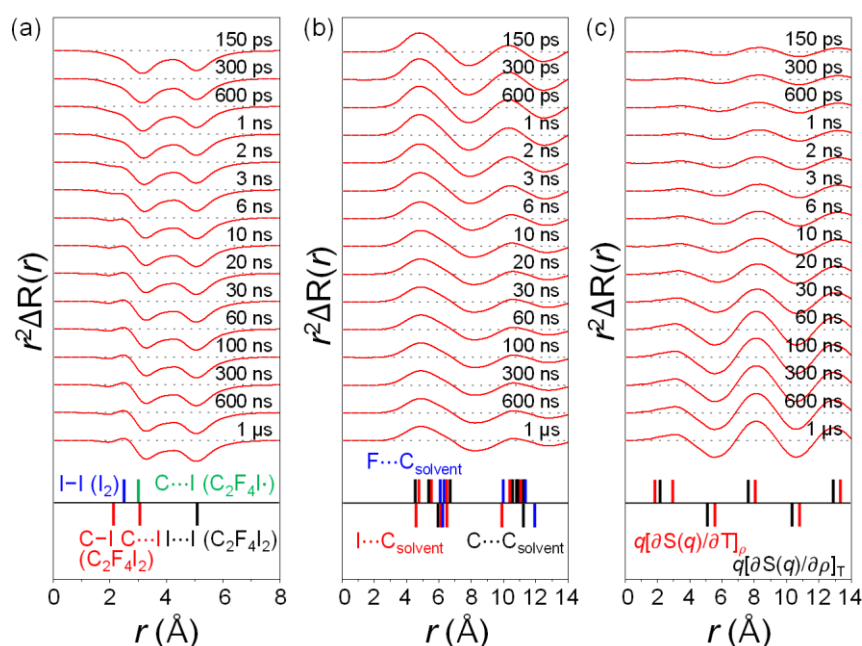 (a)
150 ps
300 ps
600 ps
1 ns
2 ns
3 ns
6 ns
10 ns
20 ns
30 ns
60 ns
100 ns
300 ns
600 ns
1 µs
r²ΔR(r)
I−I (I₂)
C···I (C₂F₄I·)
C−I C···I I···I (C₂F₄I₂)
(C₂F₄I₂)
0 2 4 6 8
r (Å)
(b)
150 ps
300 ps
600 ps
1 ns
2 ns
3 ns
6 ns
10 ns
20 ns
30 ns
60 ns
100 ns
300 ns
600 ns
1 µs
r²ΔR(r)
F···Csolvent
I···Csolvent
C···Csolvent
0 2 4 6 8 10 12 14
r (Å)
(c)
150 ps
300 ps
600 ps
1 ns
2 ns
3 ns
6 ns
10 ns
20 ns
30 ns
60 ns
100 ns
300 ns
600 ns
1 µs
r²ΔR(r)
q[∂S(q)/∂T]ρ
q[∂S(q)/∂ρ]T
0 2 4 6 8 10 12 14
r (Å)